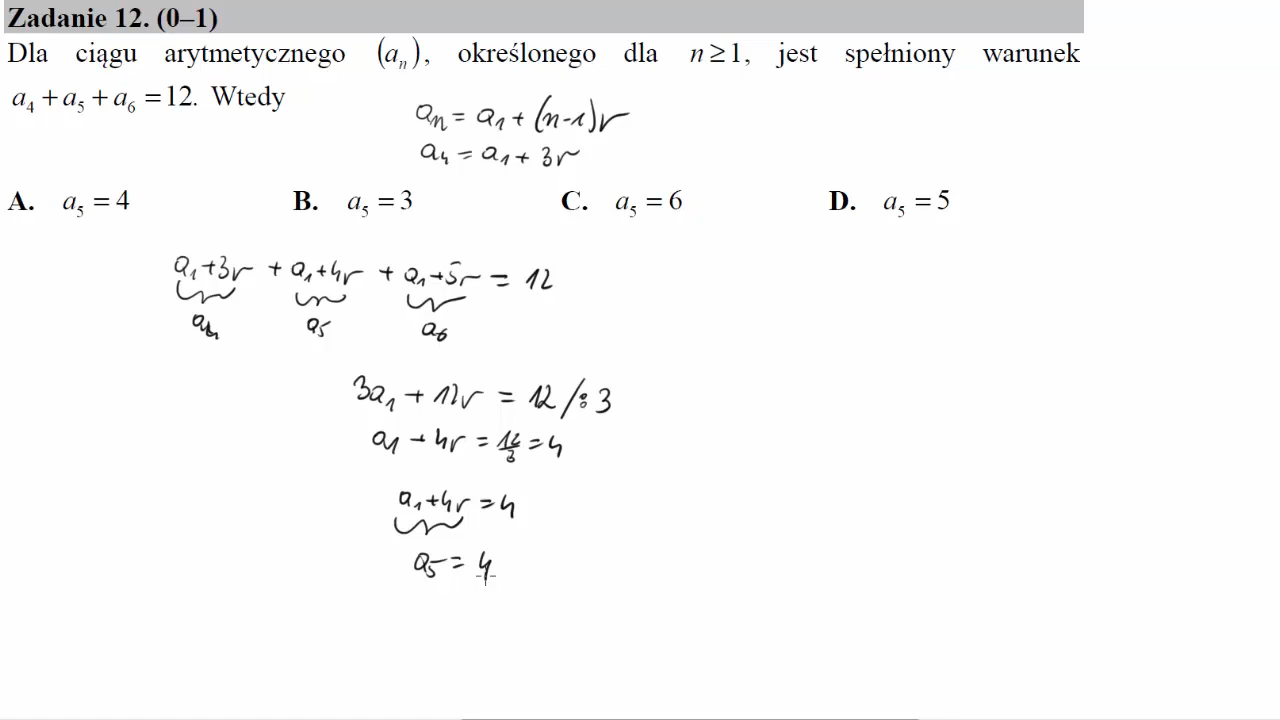 Zadanie 12. (0–1)
Dla ciągu arytmetycznego (aₙ), określonego dla n ≥ 1, jest spełniony warunek
a₄ + a₅ + a₆ = 12. Wtedy
aₙ = a₁ + (n-1)r
a₄ = a₁ + 3r
A. a₅ = 4 B. a₅ = 3 C. a₅ = 6 D. a₅ = 5
a₁+3r + a₁+4r + a₁+5r = 12
a₄ a₅ a₆
3a₁ + 12r = 12 /:3
a₁ + 4r = 12/3 = 4
a₁+4r = 4
a₅ = 4